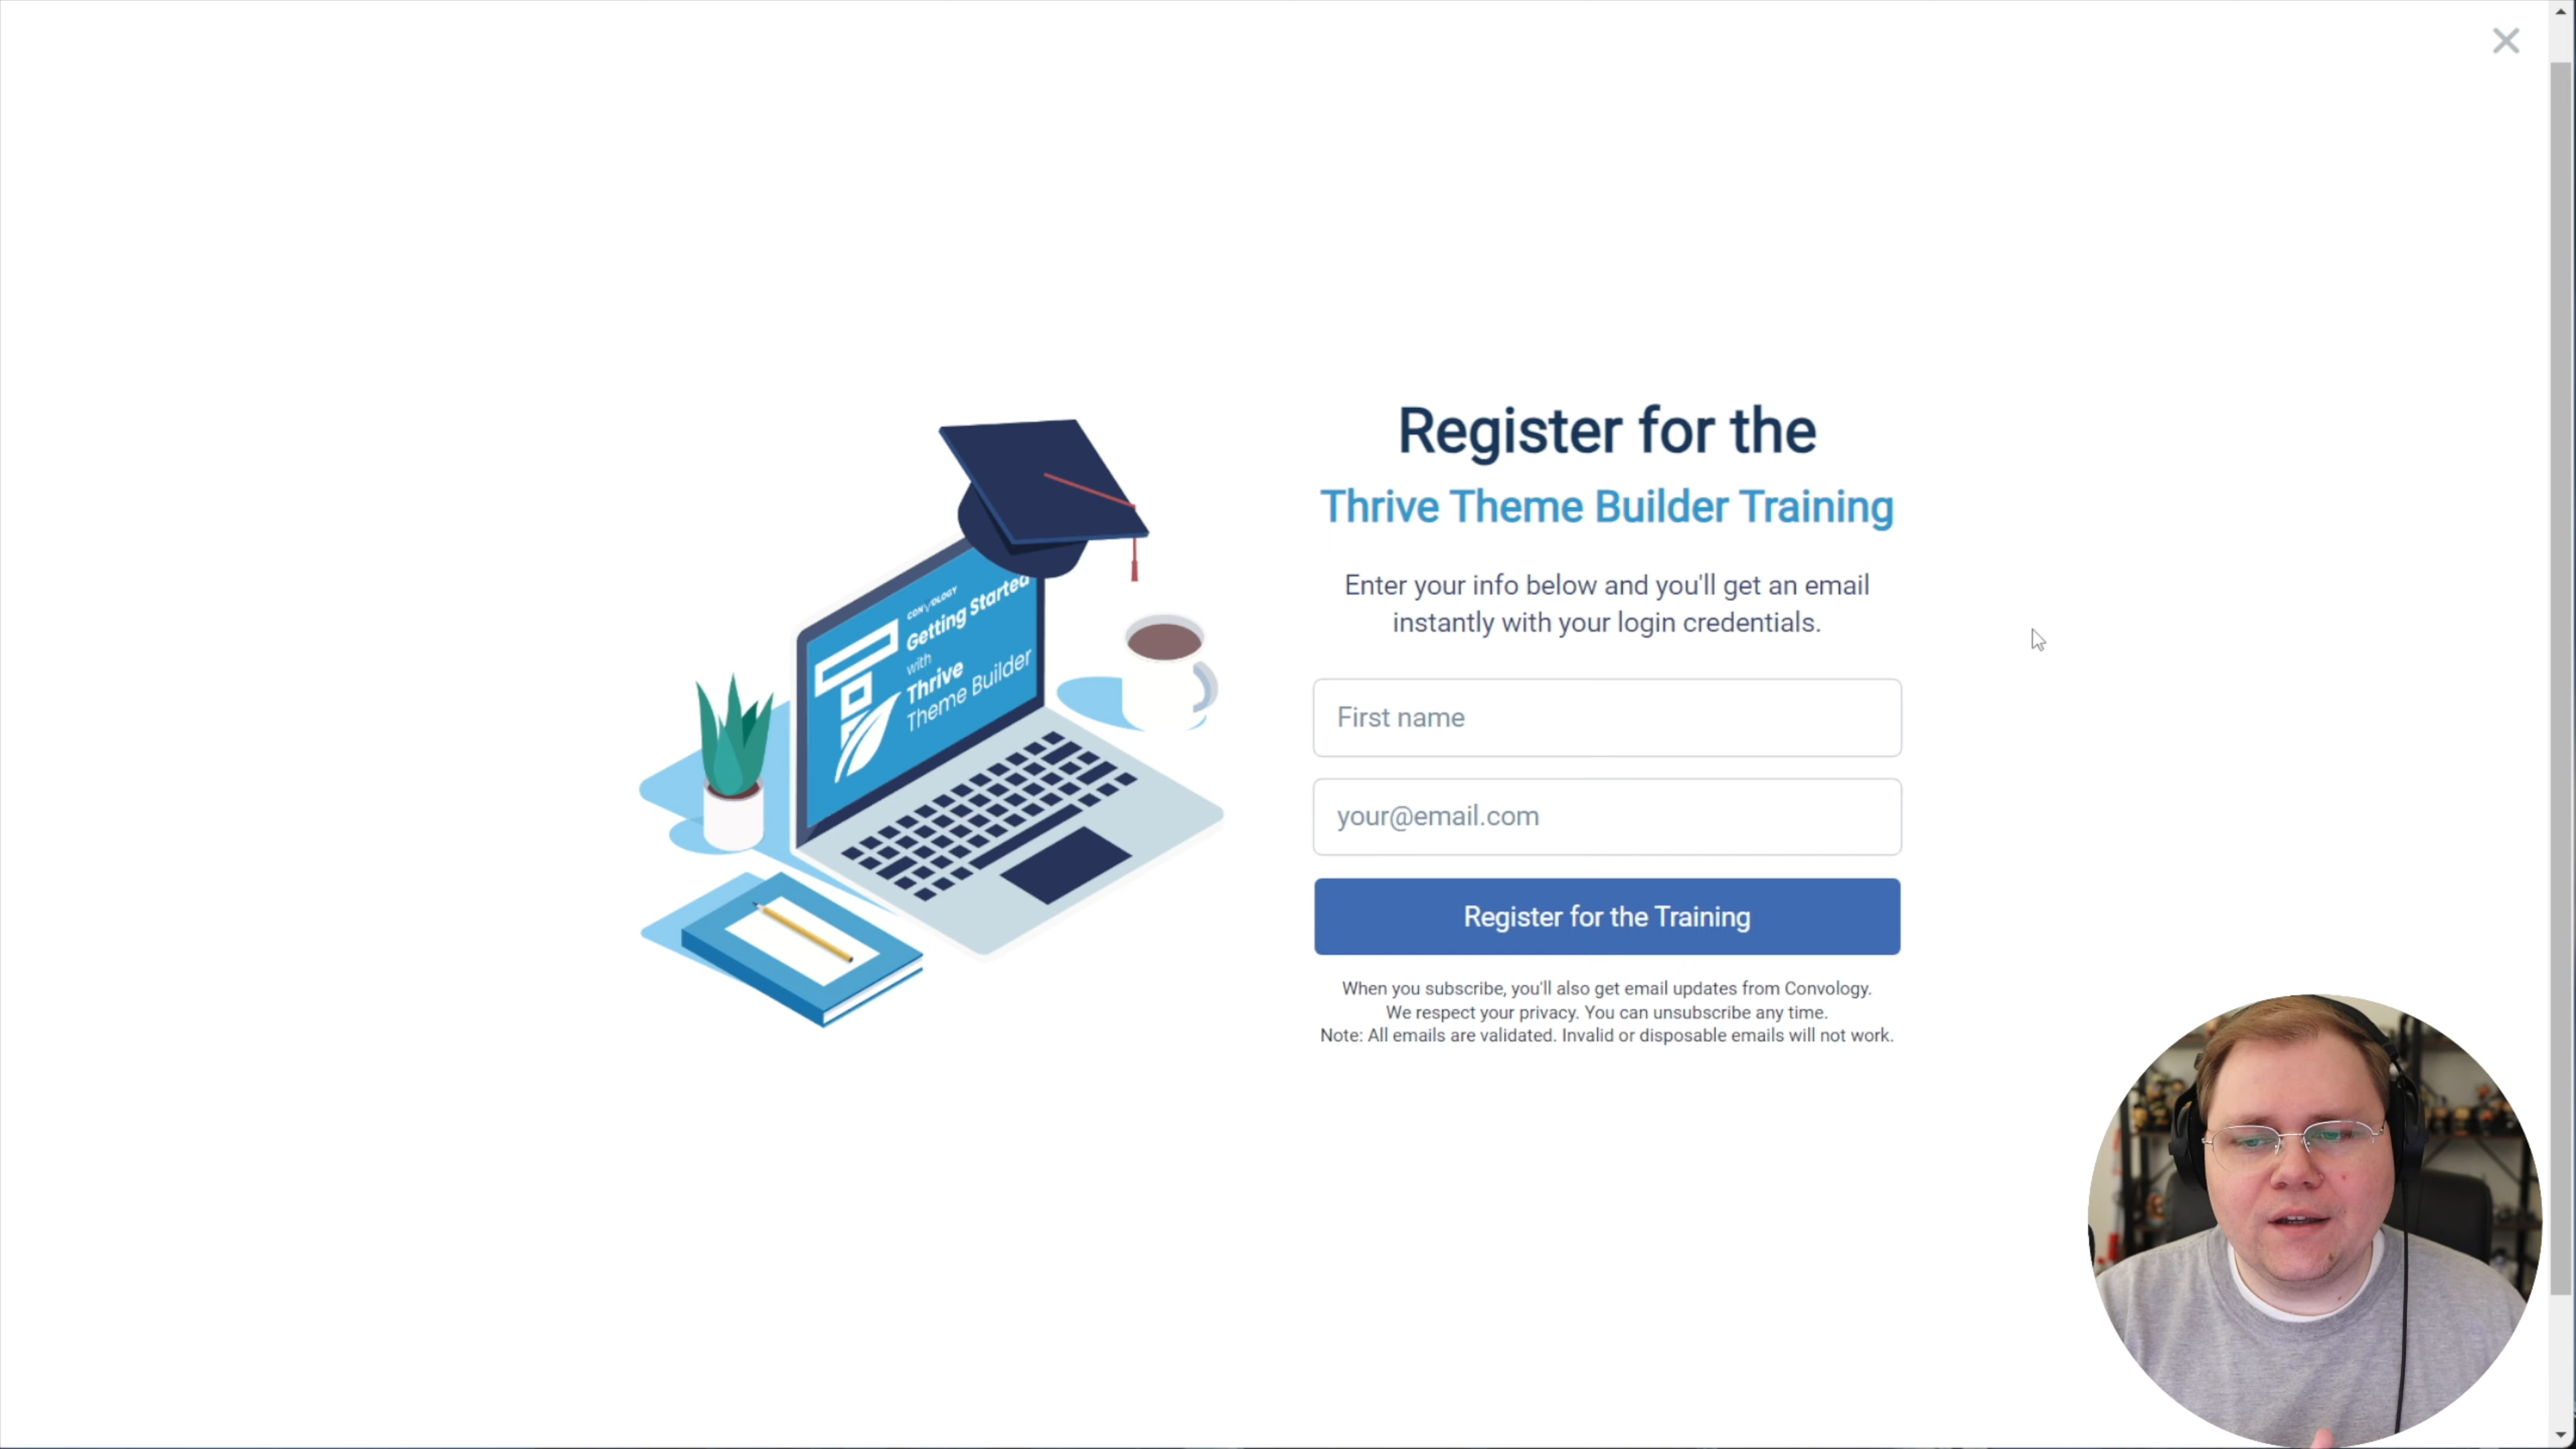 Register for the
Thrive Theme Builder Training
Enter your info below and you'll get an email
instantly with your login credentials.
First name
your@email.com
Register for the Training
When you subscribe, you'll also get email updates from Convology.
We respect your privacy. You can unsubscribe any time.
Note: All emails are validated. Invalid or disposable emails will not work.
CONVOLOGY
Getting Started
with
Thrive
Theme Builder